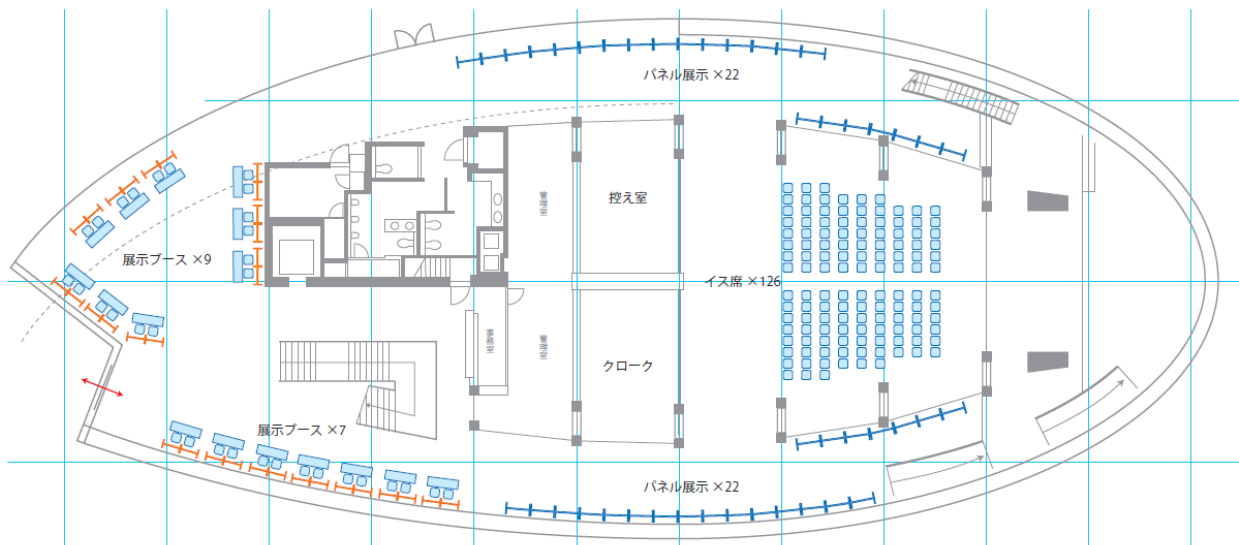 パネル展示 ×22
控え室
展示ブース ×9
イス席 ×126
クローク
展示ブース ×7
パネル展示 ×22